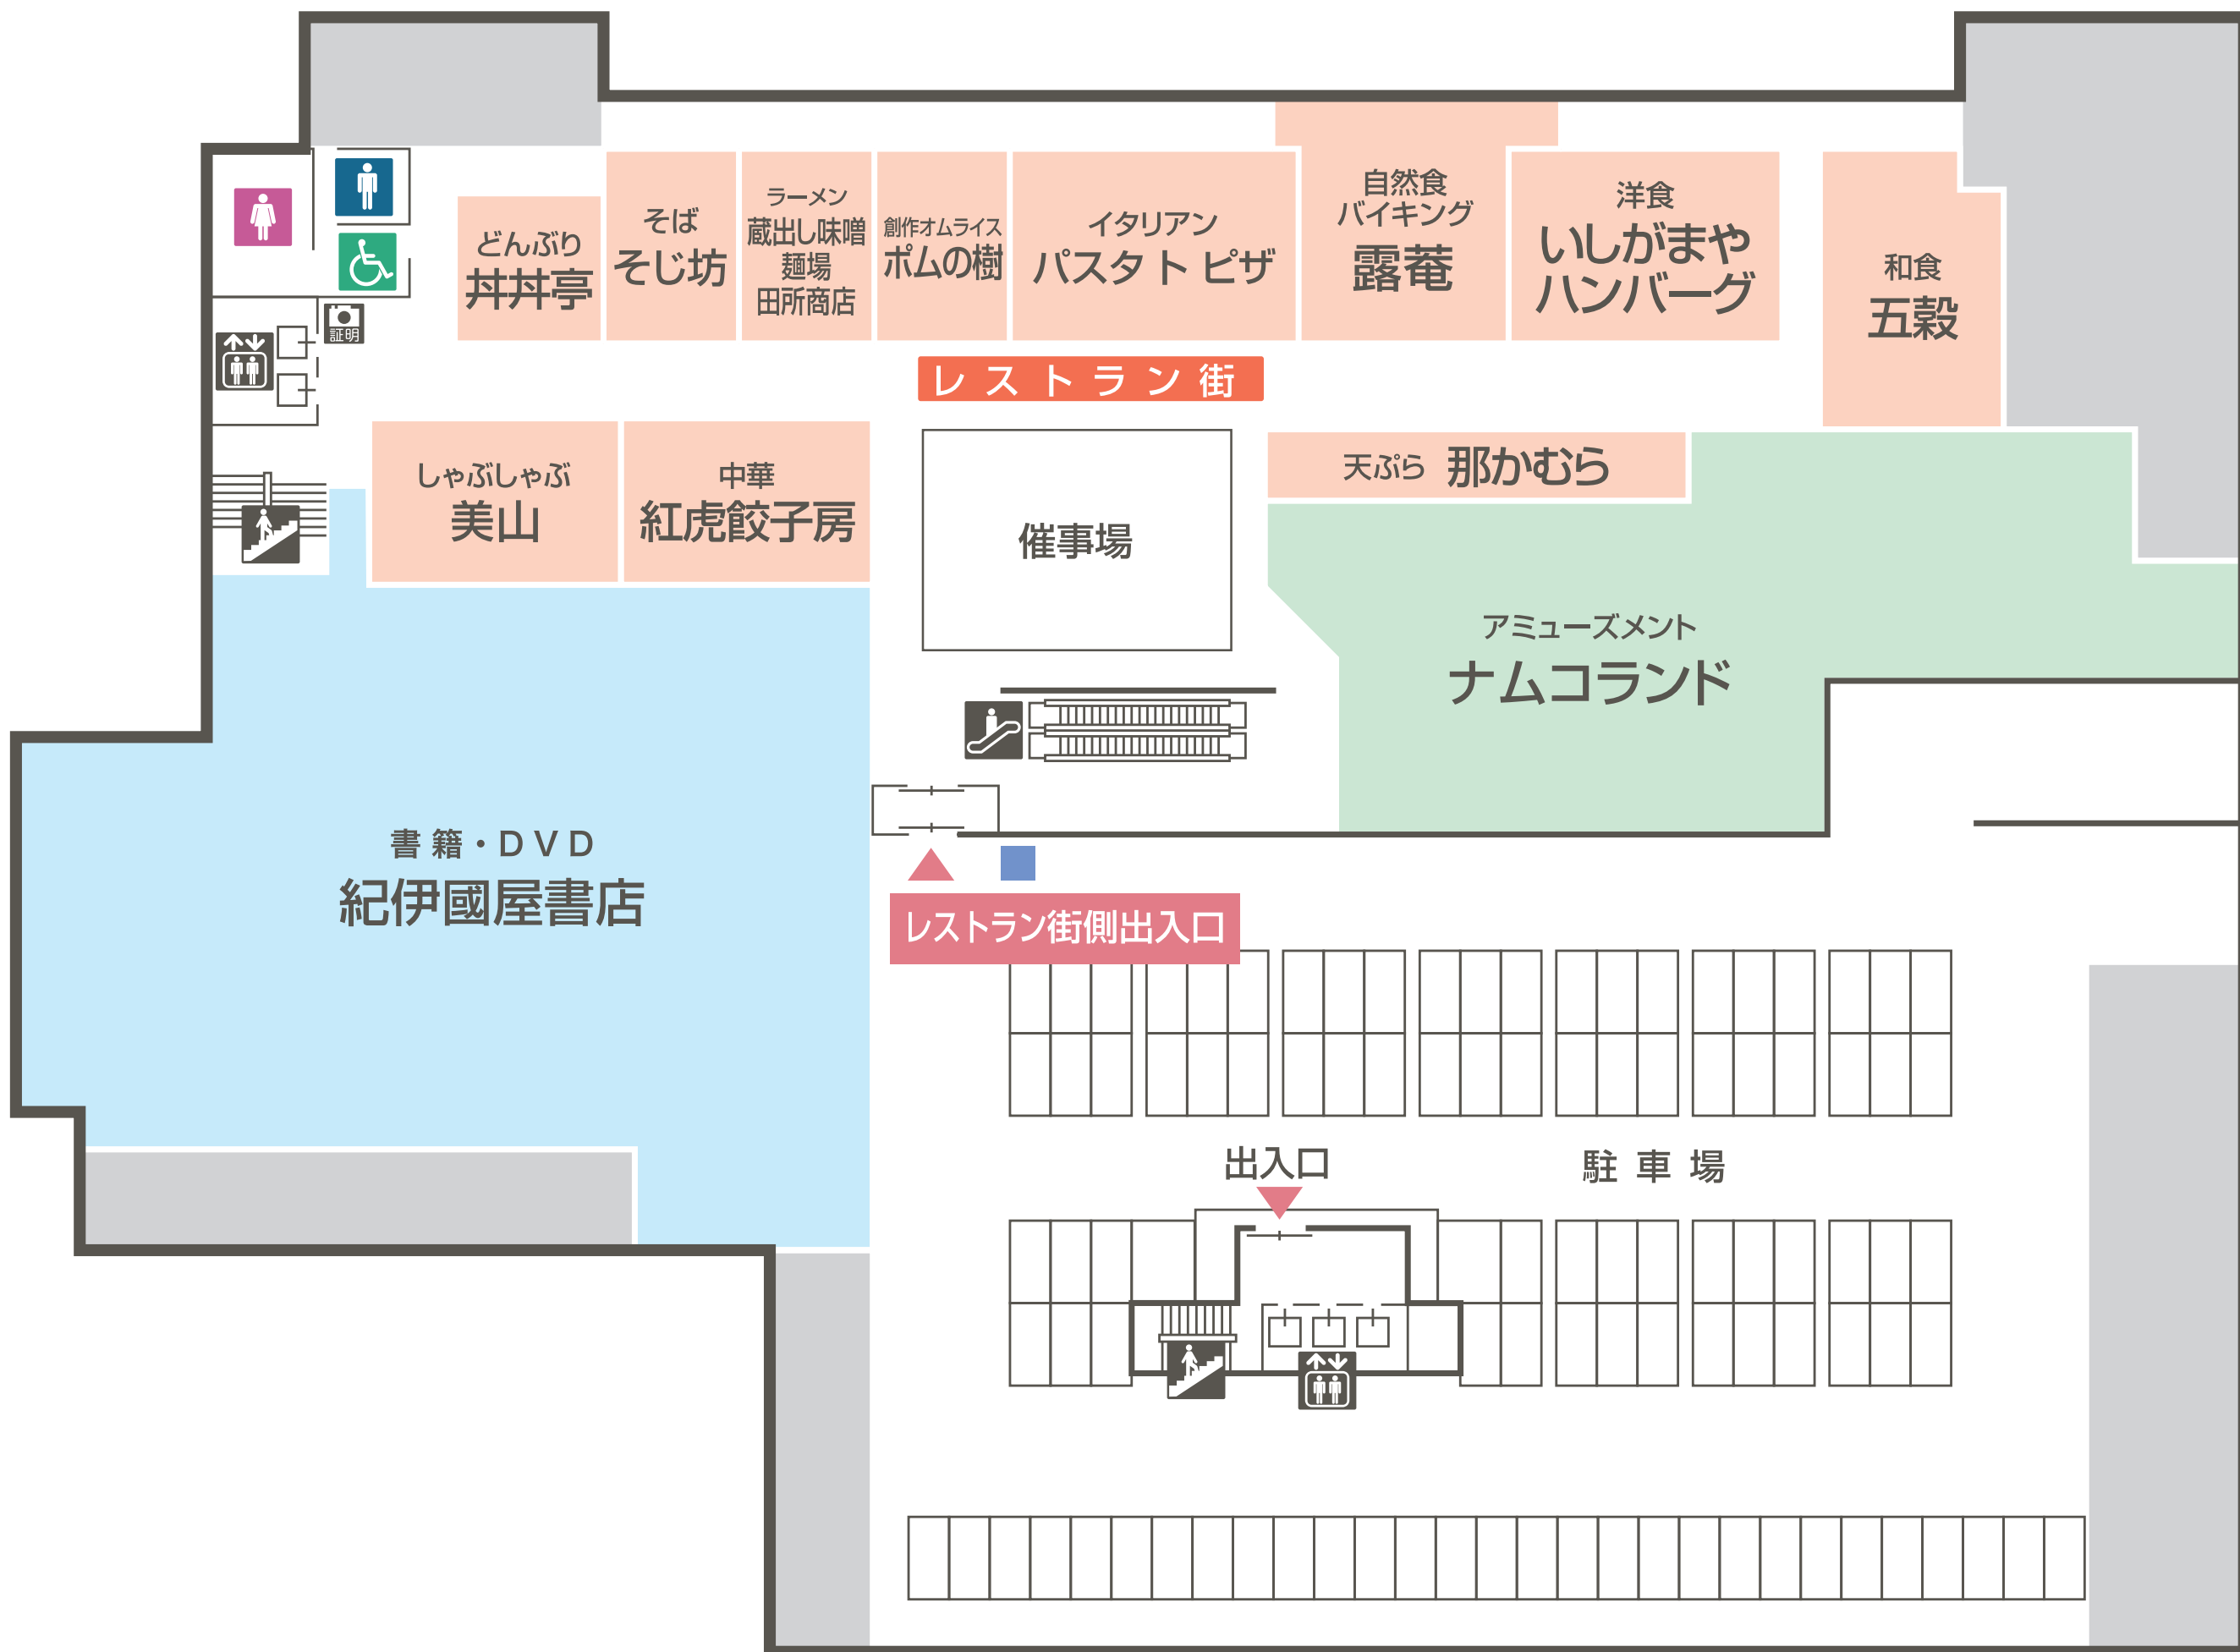 どんぶり
丼丼亭
そば
そじ坊
ラーメン
蔵出し味噌
麺場
田所商店
創作オムライス
ポムの樹
イタリアン
パスタ・ピザ
自然食
バイキング
露菴
洋食
いしがまや
ハンバーグ
和食
五穀
証明
レストラン街
しゃぶしゃぶ
美山
中華
紅虎餃子房
天ぷら 那かむら
催事場
アミューズメント
ナムコランド
書籍・DVD
紀伊國屋書店
レストラン街側出入口
出入口
駐車場